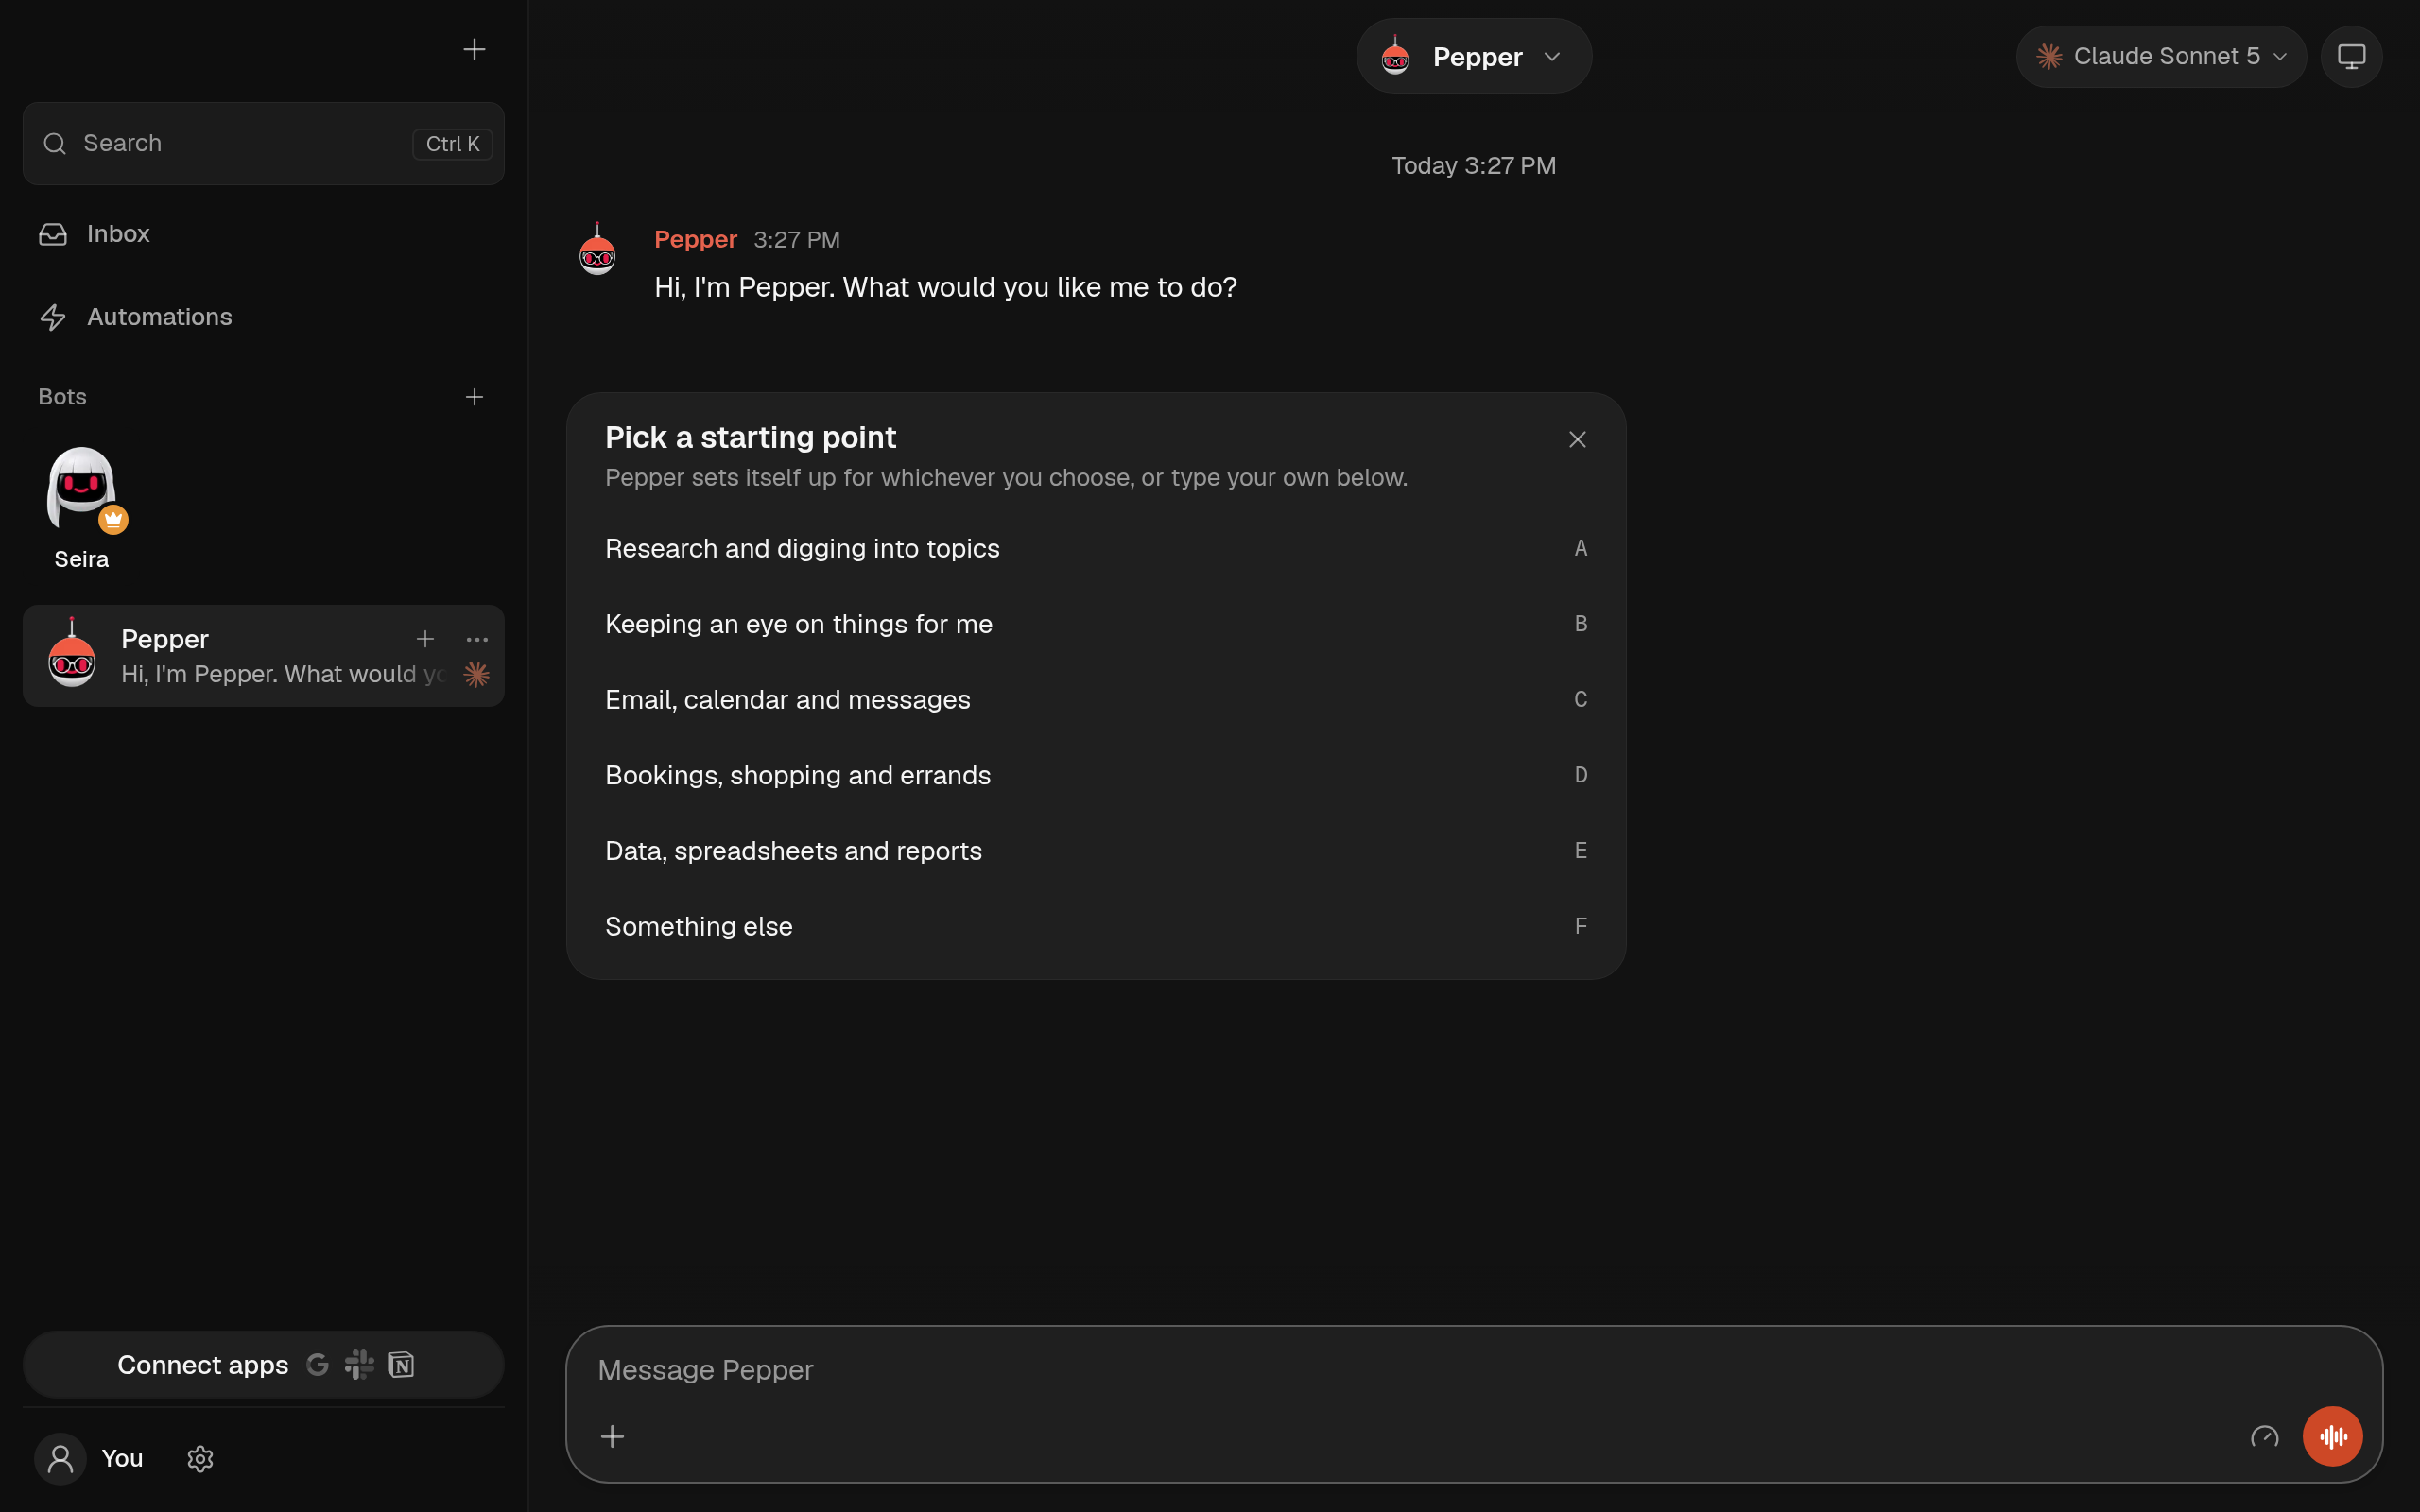 Search
Ctrl K
Inbox
Automations
Bots
Seira
Pepper
Hi, I'm Pepper. What would
Connect apps
You
Pepper
Claude Sonnet 5
Today 3:27 PM
Pepper 3:27 PM
Hi, I'm Pepper. What would you like me to do?
Pick a starting point
Pepper sets itself up for whichever you choose, or type your own below.
Research and digging into topics A
Keeping an eye on things for me B
Email, calendar and messages C
Bookings, shopping and errands D
Data, spreadsheets and reports E
Something else F
Message Pepper